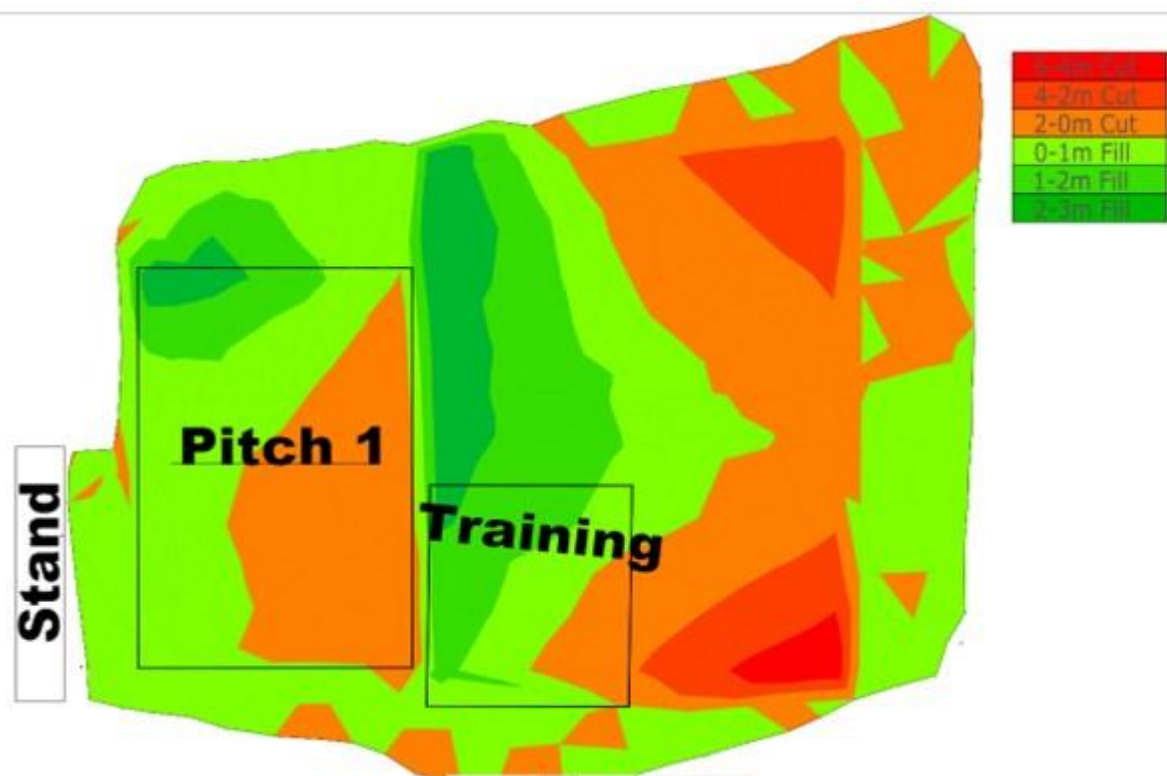 6-4m Cut
4-2m Cut
2-0m Cut
0-1m Fill
1-2m Fill
2-3m Fill
Pitch 1
Training
Stand